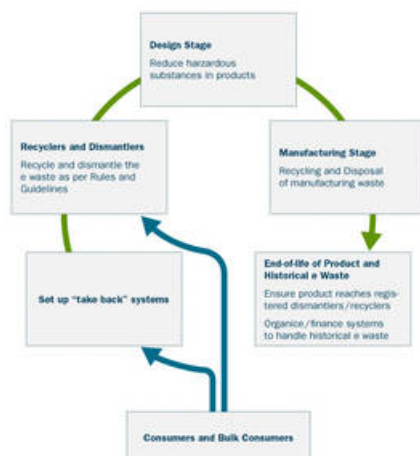 Design Stage
Reduce harzardous
substances in products
Recyclers and Dismantlers
Recycle and dismantle the
e waste as per Rules and
Guidelines
Manufacturing Stage
Recycling and Disposal
of manufacturing waste
Set up “take back” systems
End-of-life of Product and
Historical e Waste
Ensure product reaches regis-
tered dismantlers/recyclers
Organice/finance systems
to handle historical e waste
Consumers and Bulk Consumers